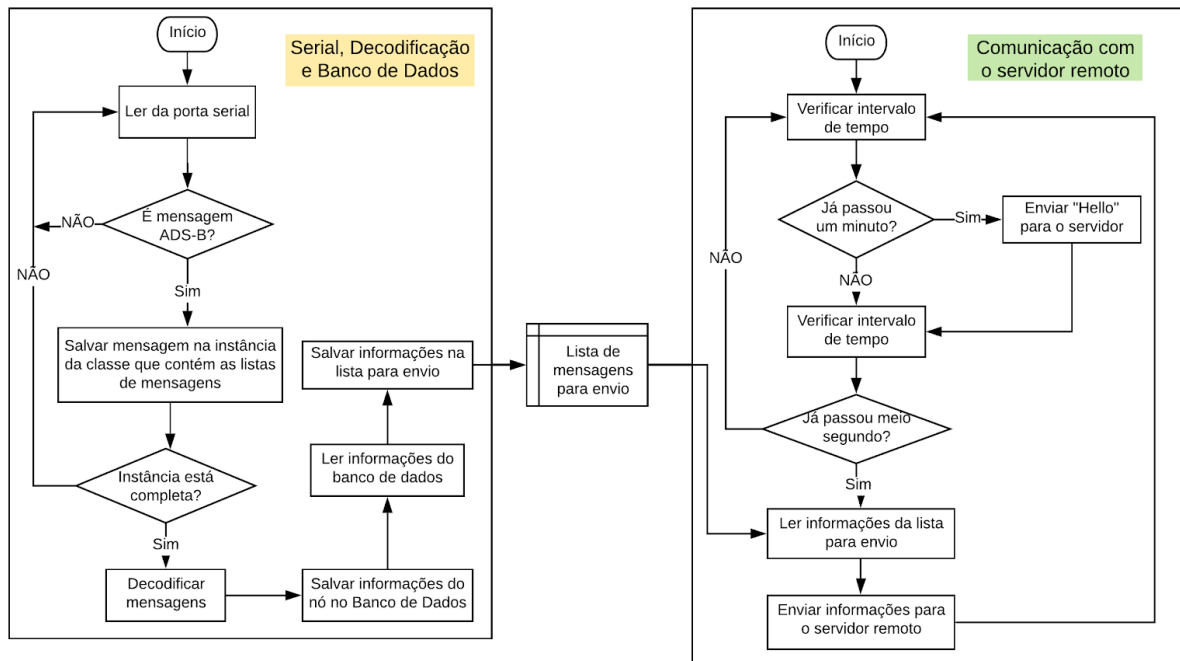 Início
Serial, Decodificação
e Banco de Dados
Ler da porta serial
É mensagem
ADS-B?
NÃO
NÃO
Sim
Salvar mensagem na instância
da classe que contém as listas
de mensagens
Instância está
completa?
Sim
Decodificar
mensagens
Salvar informações do
nó no Banco de Dados
Ler informações do
banco de dados
Salvar informações na
lista para envio
Lista de
mensagens
para envio
Início
Comunicação com
o servidor remoto
Verificar intervalo
de tempo
Já passou
um minuto?
Sim
Enviar "Hello"
para o servidor
NÃO
NÃO
Verificar intervalo
de tempo
Já passou meio
segundo?
Sim
Ler informações da lista
para envio
Enviar informações para
o servidor remoto